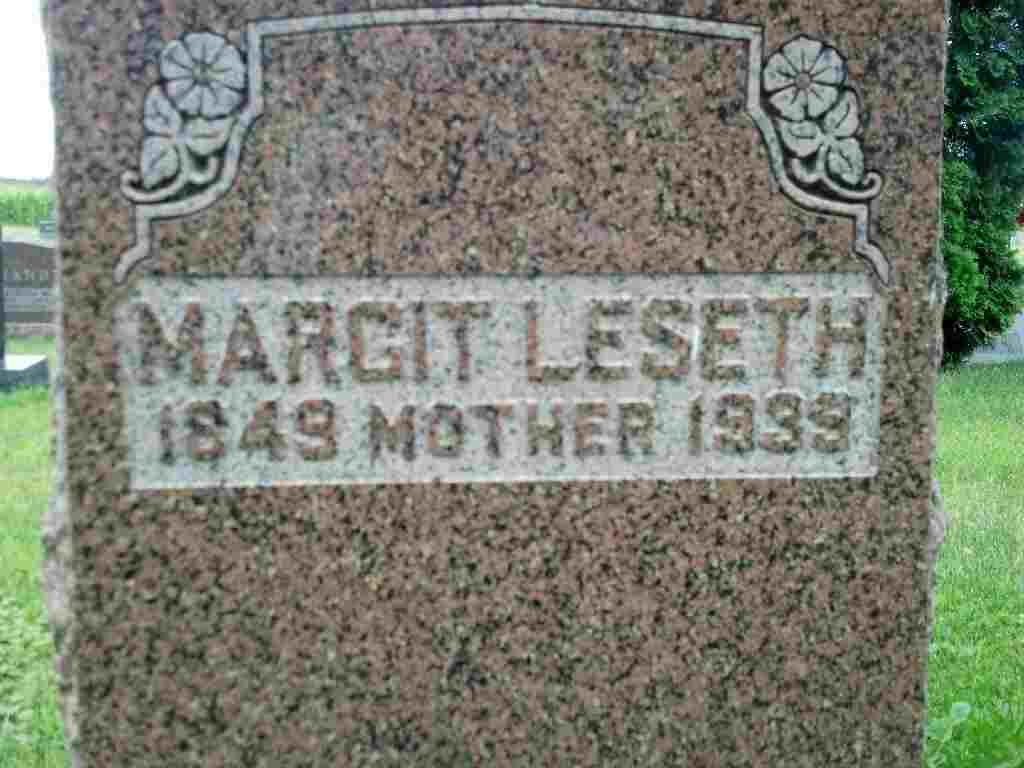 MARGIT LESETH
1849 MOTHER 1939